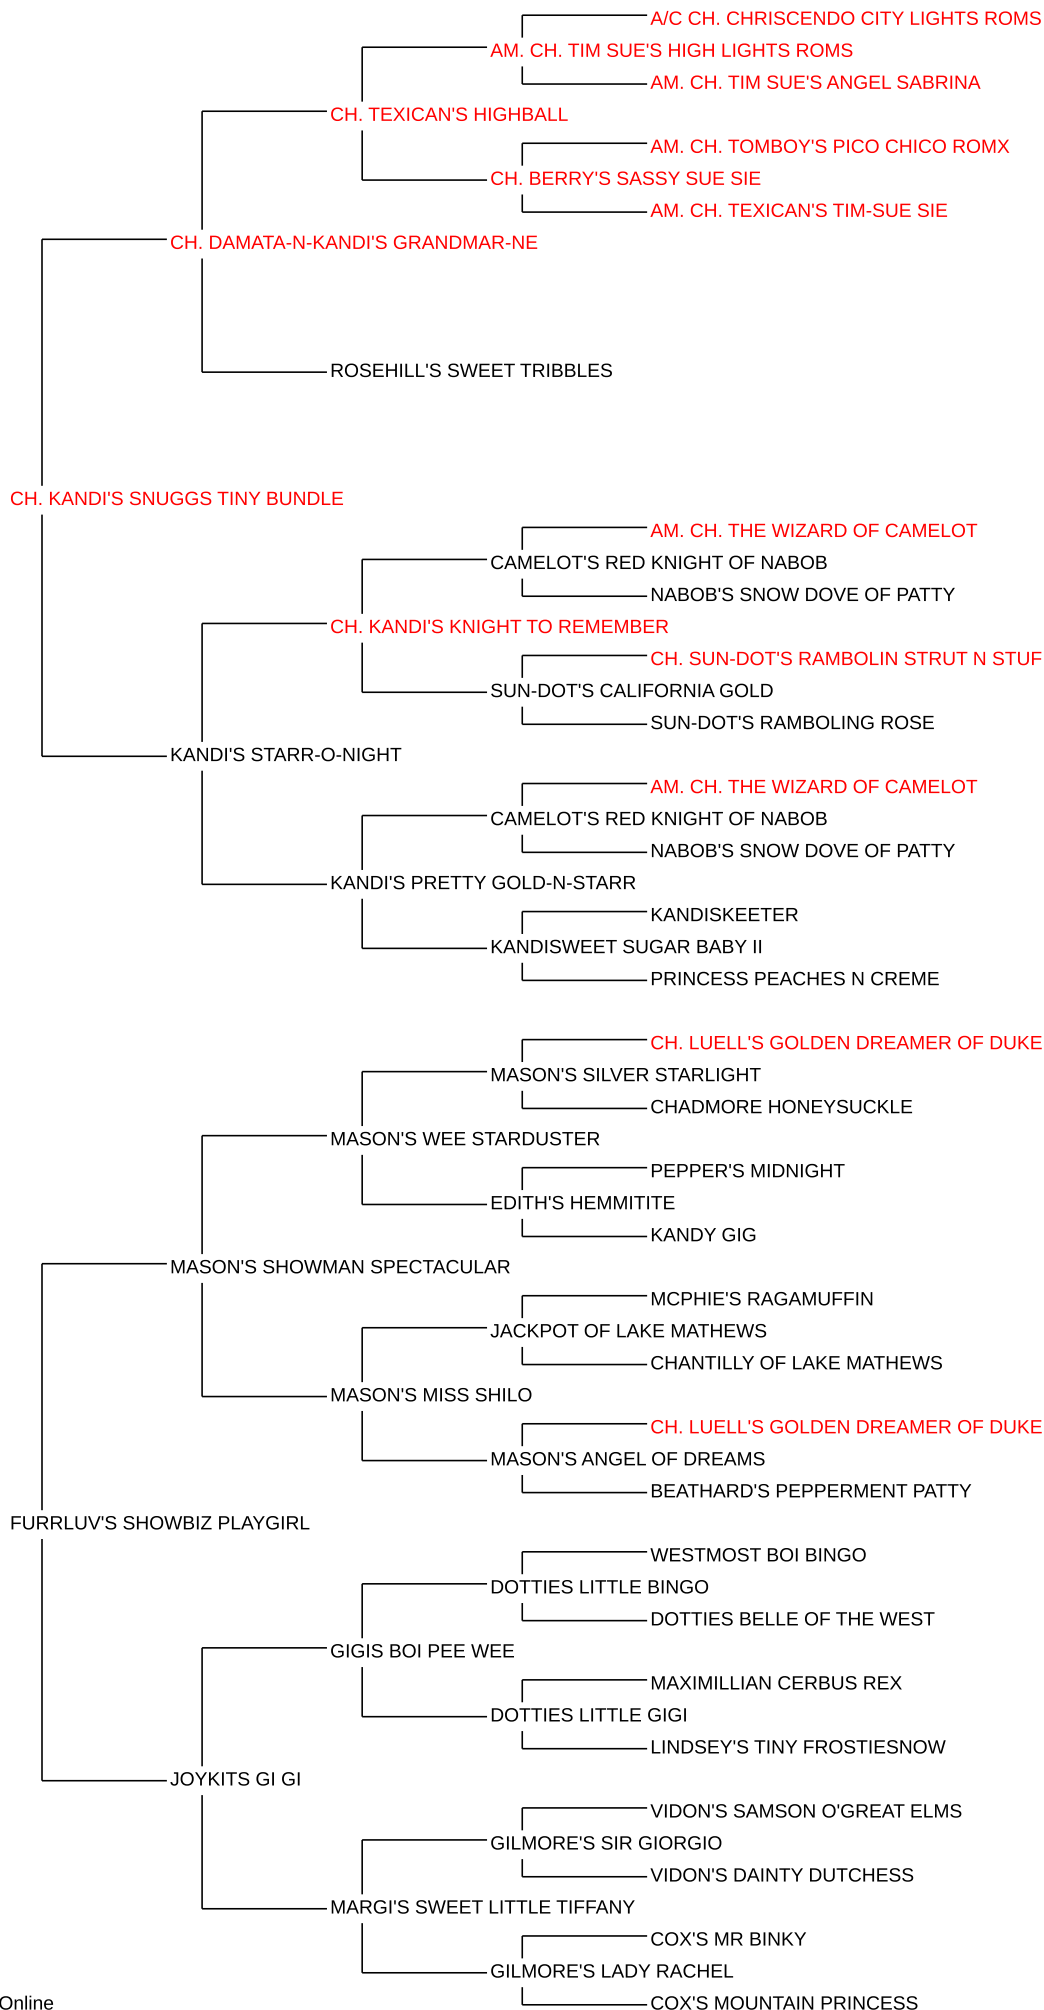 A/C CH. CHRISCENDO CITY LIGHTS ROMS
AM. CH. TIM SUE'S HIGH LIGHTS ROMS
AM. CH. TIM SUE'S ANGEL SABRINA
CH. TEXICAN'S HIGHBALL
AM. CH. TOMBOY'S PICO CHICO ROMX
CH. BERRY'S SASSY SUE SIE
AM. CH. TEXICAN'S TIM-SUE SIE
CH. DAMATA-N-KANDI'S GRANDMAR-NE
ROSEHILL'S SWEET TRIBBLES
CH. KANDI'S SNUGGS TINY BUNDLE
AM. CH. THE WIZARD OF CAMELOT
CAMELOT'S RED KNIGHT OF NABOB
NABOB'S SNOW DOVE OF PATTY
CH. KANDI'S KNIGHT TO REMEMBER
CH. SUN-DOT'S RAMBOLIN STRUT N STUF
SUN-DOT'S CALIFORNIA GOLD
SUN-DOT'S RAMBOLING ROSE
KANDI'S STARR-O-NIGHT
AM. CH. THE WIZARD OF CAMELOT
CAMELOT'S RED KNIGHT OF NABOB
NABOB'S SNOW DOVE OF PATTY
KANDI'S PRETTY GOLD-N-STARR
KANDISKEETER
KANDISWEET SUGAR BABY II
PRINCESS PEACHES N CREME
CH. LUELL'S GOLDEN DREAMER OF DUKE
MASON'S SILVER STARLIGHT
CHADMORE HONEYSUCKLE
MASON'S WEE STARDUSTER
PEPPER'S MIDNIGHT
EDITH'S HEMMITITE
KANDY GIG
MASON'S SHOWMAN SPECTACULAR
MCPHIE'S RAGAMUFFIN
JACKPOT OF LAKE MATHEWS
CHANTILLY OF LAKE MATHEWS
MASON'S MISS SHILO
CH. LUELL'S GOLDEN DREAMER OF DUKE
MASON'S ANGEL OF DREAMS
BEATHARD'S PEPPERMENT PATTY
FURRLUV'S SHOWBIZ PLAYGIRL
WESTMOST BOI BINGO
DOTTIES LITTLE BINGO
DOTTIES BELLE OF THE WEST
GIGIS BOI PEE WEE
MAXIMILLIAN CERBUS REX
DOTTIES LITTLE GIGI
LINDSEY'S TINY FROSTIESNOW
JOYKITS GI GI
VIDON'S SAMSON O'GREAT ELMS
GILMORE'S SIR GIORGIO
VIDON'S DAINTY DUTCHESS
MARGI'S SWEET LITTLE TIFFANY
COX'S MR BINKY
GILMORE'S LADY RACHEL
COX'S MOUNTAIN PRINCESS
Online